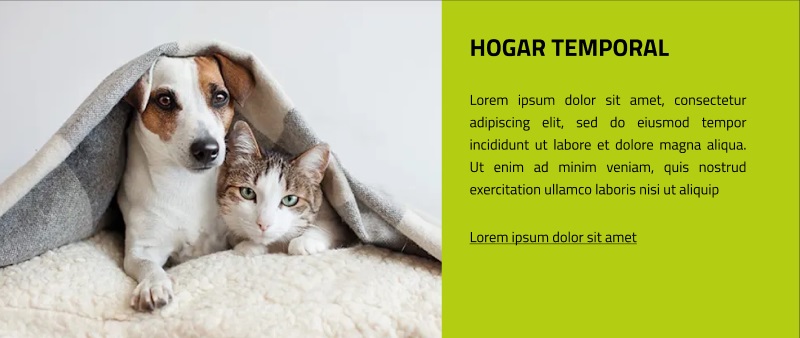 HOGAR TEMPORAL
Lorem ipsum dolor sit amet, consectetur
adipiscing elit, sed do eiusmod tempor
incididunt ut labore et dolore magna aliqua.
Ut enim ad minim veniam, quis nostrud
exercitation ullamco laboris nisi ut aliquip
Lorem ipsum dolor sit amet